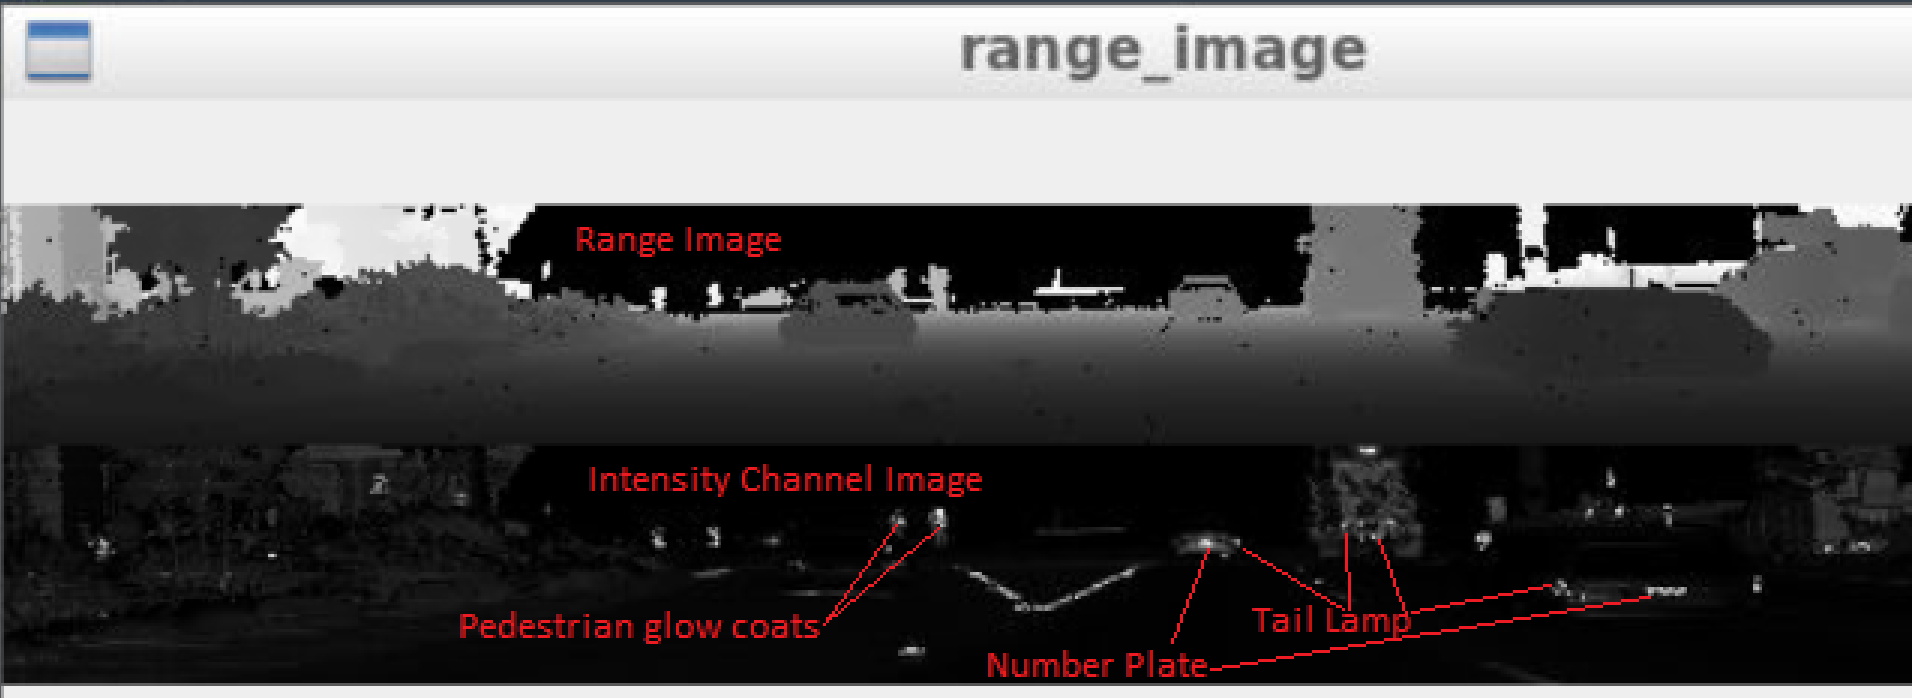 range_image
Range Image
Intensity Channel Image
Pedestrian glow coats
Tail Lamp
Number Plate